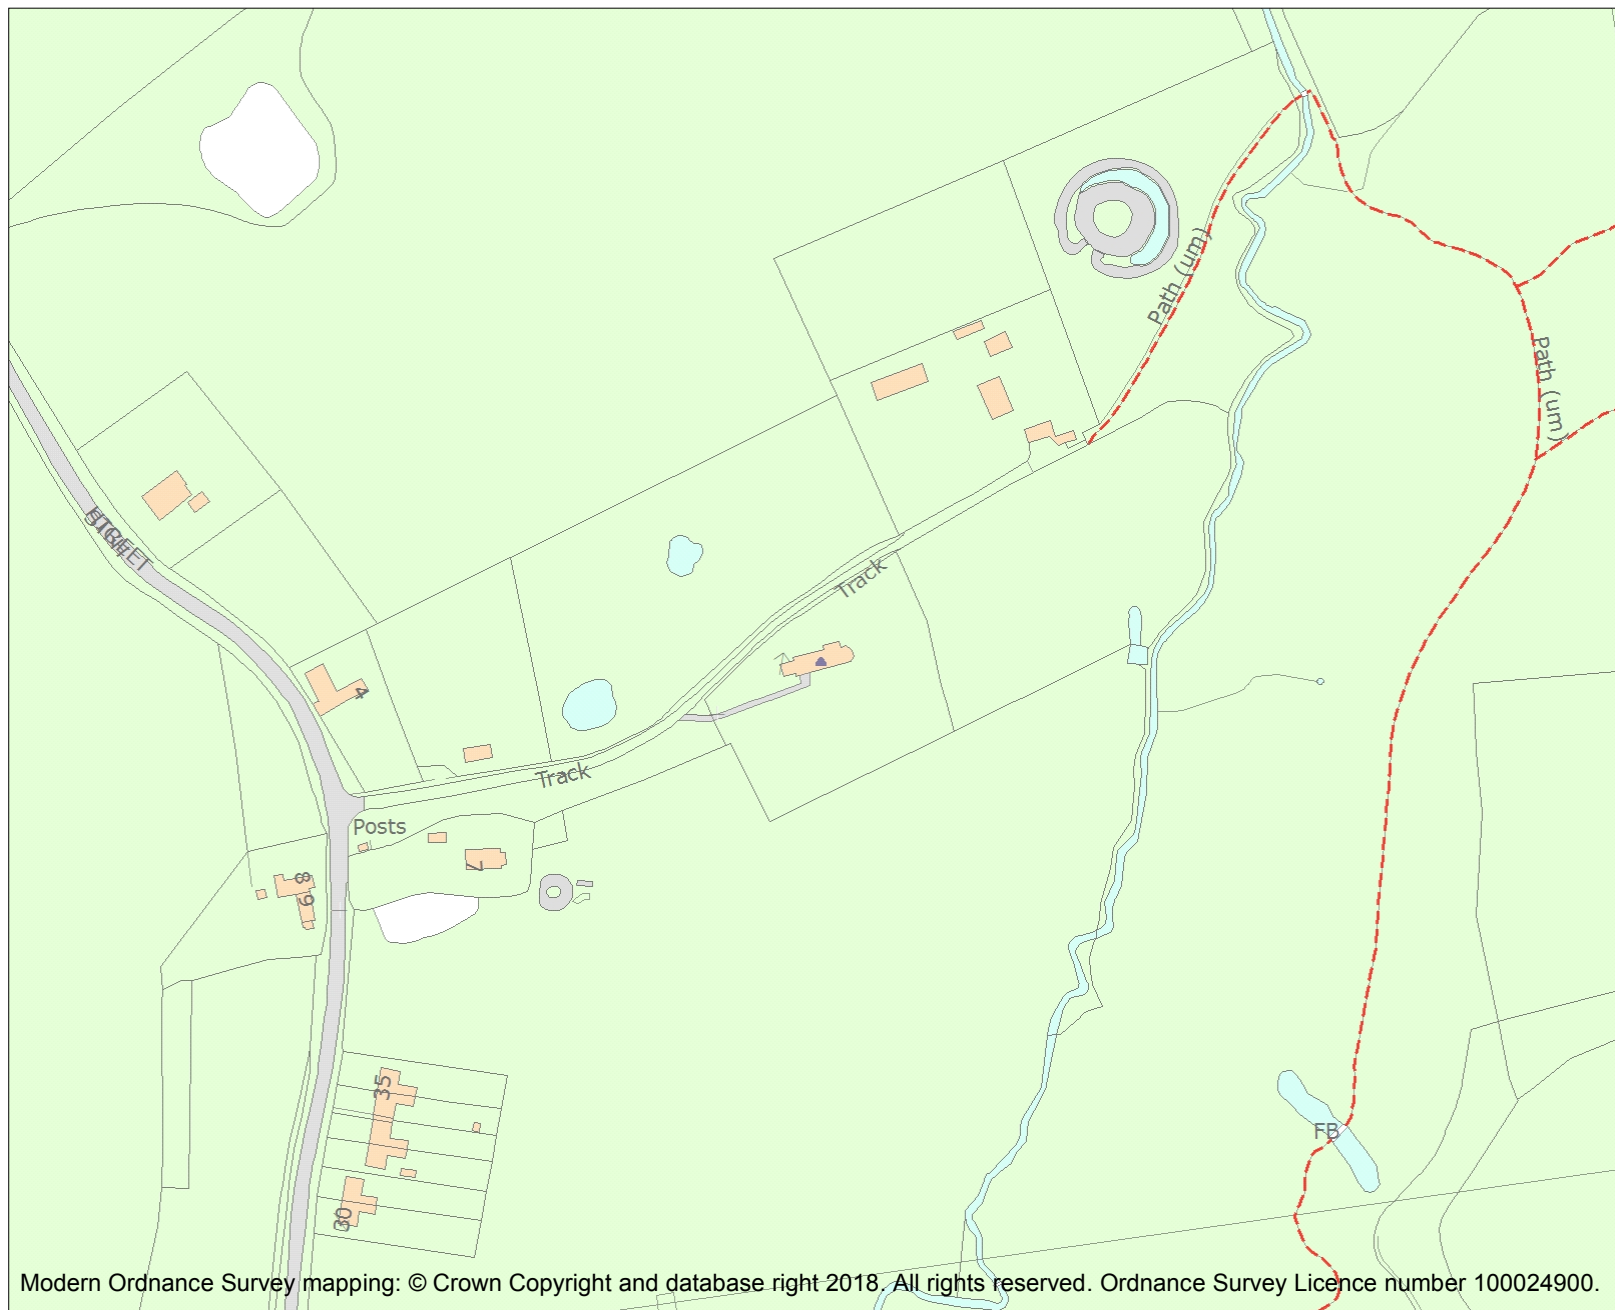 Path (um)
Path (um)
STREET
Track
4
Track
Posts
7
8
9
35
FB
30
Modern Ordnance Survey mapping: © Crown Copyright and database right 2018. All rights reserved. Ordnance Survey Licence number 100024900.